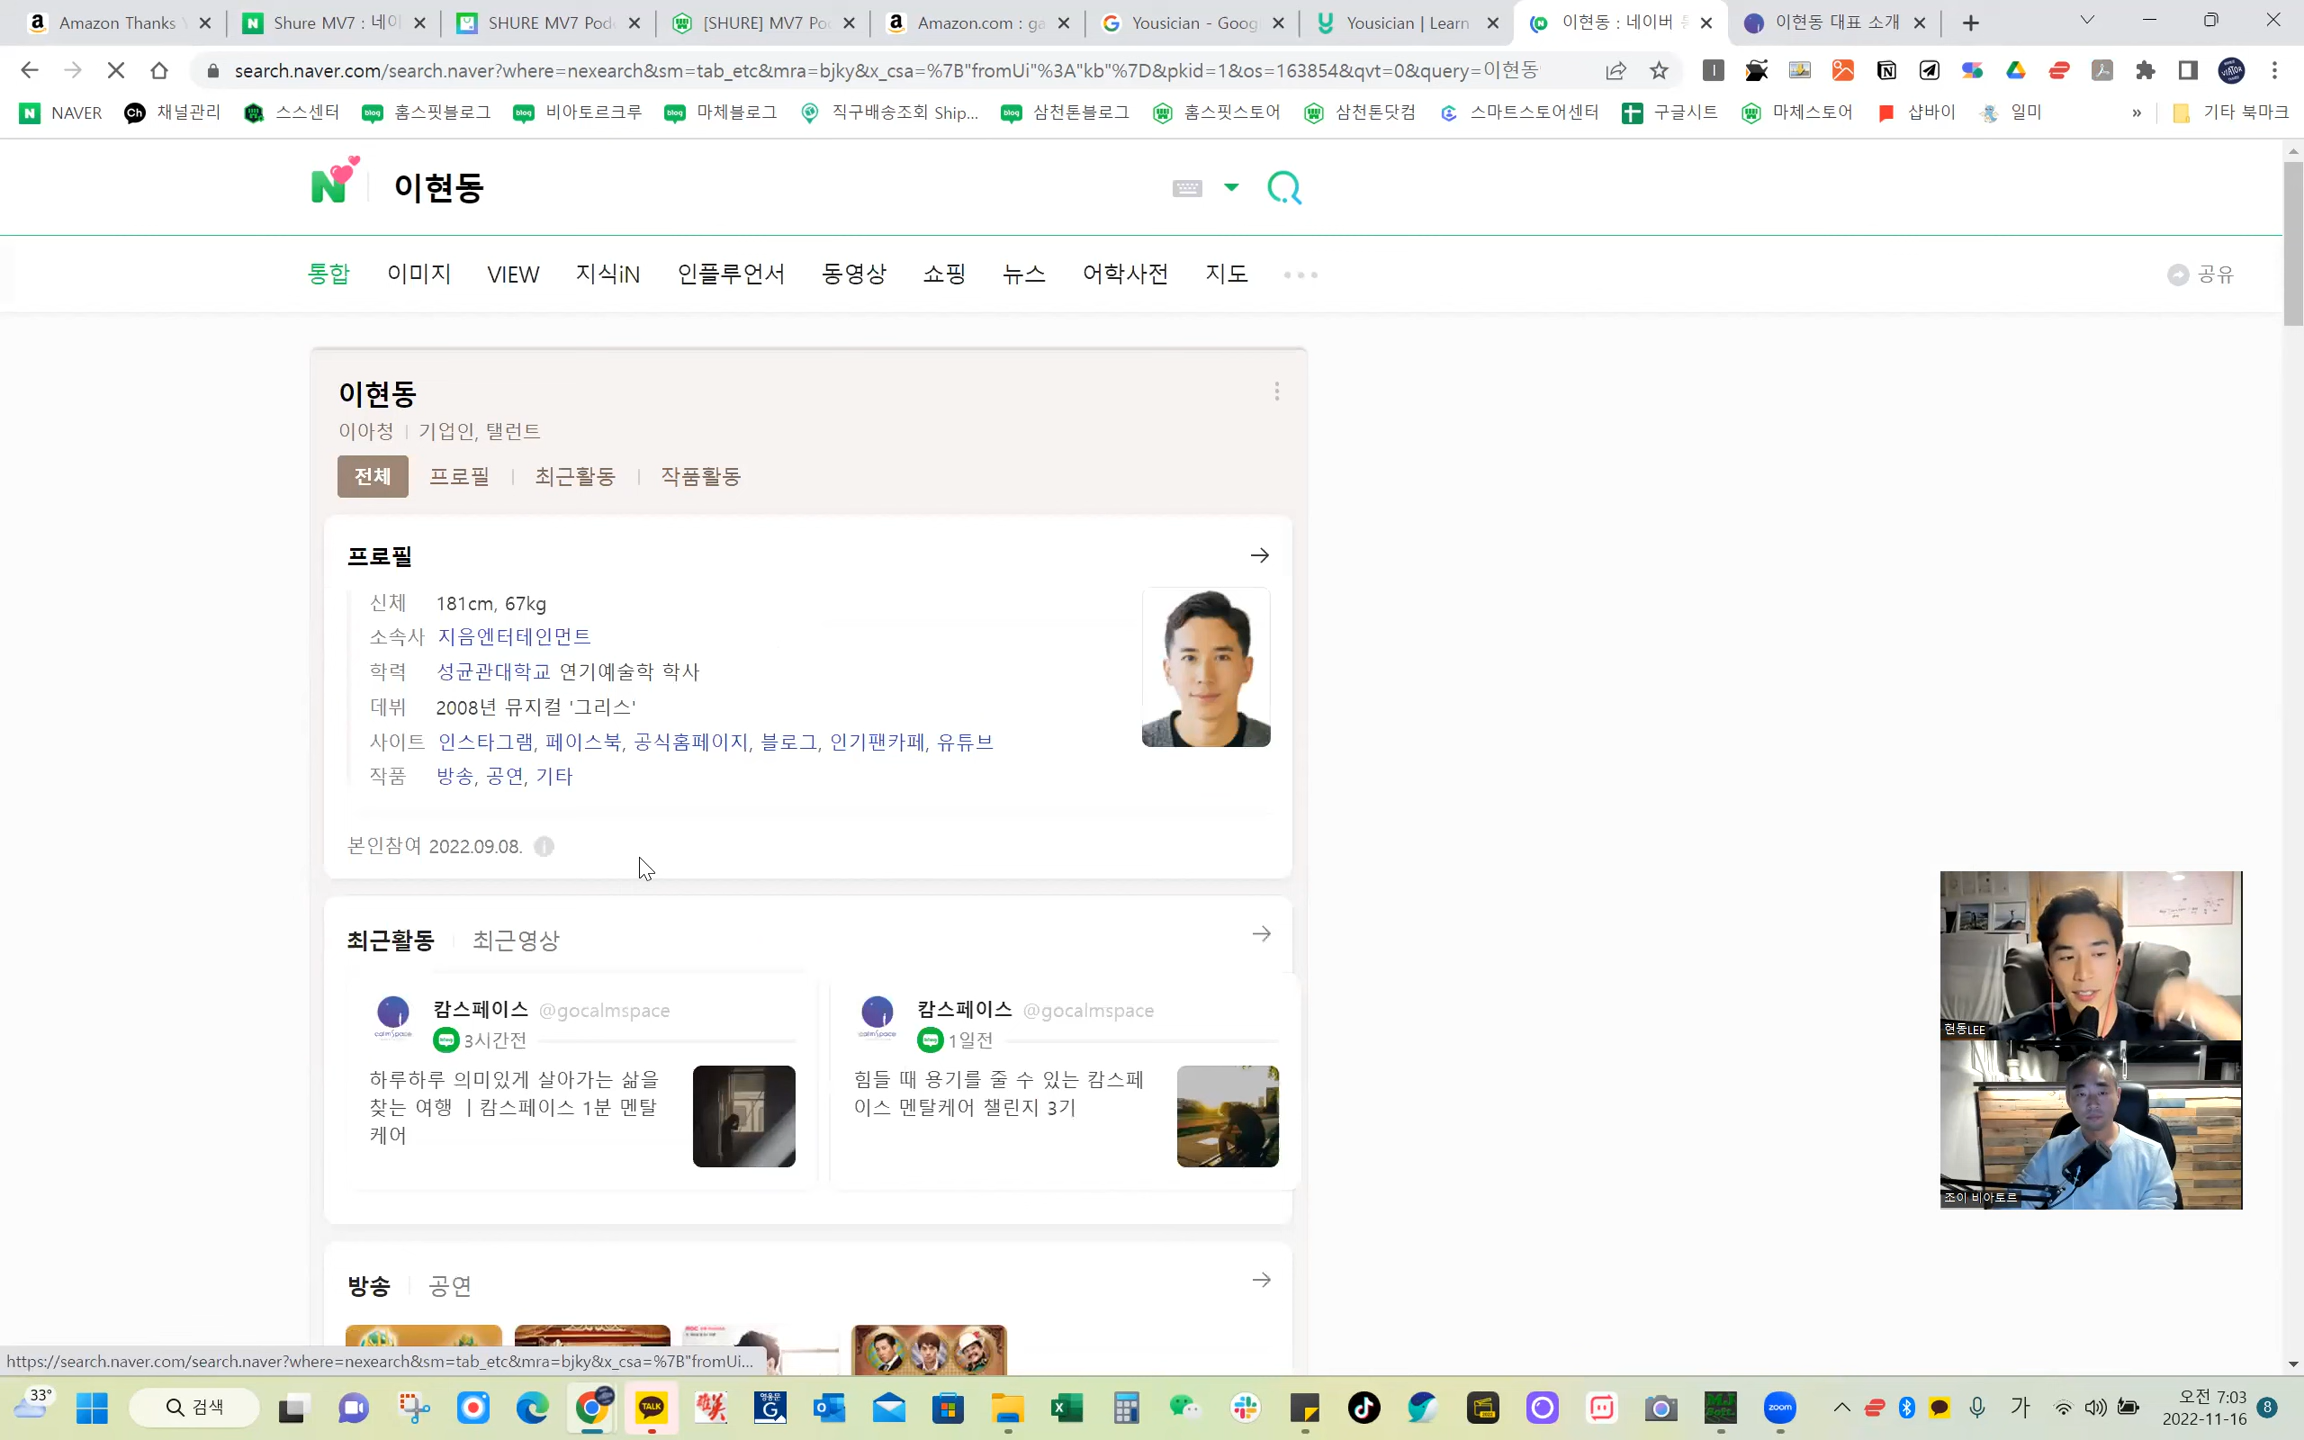 Amazon Thanks Y
Shure MV7 : 네이
SHURE MV7 Pod
[SHURE] MV7 Po
Amazon.com : ga
Yousician - Goog
Yousician | Learn
이현동 : 네이버
이현동 대표 소개
search.naver.com/search.naver?where=nexearch&sm=tab_etc&mra=bjky&x_csa=%7B"fromUi"%3A"kb"%7D&pkid=1&os=163854&qvt=0&query=이현동
NAVER
채널관리
스스센터
홈스핏블로그
비아토르크루
마체블로그
직구배송조회 Ship...
삼천톤블로그
홈스핏스토어
삼천톤닷컴
스마트스토어센터
구글시트
마체스토어
샵바이
일미
»
기타 북마크
N 이현동
통합 이미지 VIEW 지식iN 인플루언서 동영상 쇼핑 뉴스 어학사전 지도
공유
이현동
이아청 | 기업인, 탤런트
전체 프로필 | 최근활동 | 작품활동
프로필
신체 181cm, 67kg
소속사 지음엔터테인먼트
학력 성균관대학교 연기예술학 학사
데뷔 2008년 뮤지컬 '그리스'
사이트 인스타그램, 페이스북, 공식홈페이지, 블로그, 인기팬카페, 유튜브
작품 방송, 공연, 기타
본인참여 2022.09.08.
최근활동 최근영상
캄스페이스 @gocalmspace
3시간전
하루하루 의미있게 살아가는 삶을
찾는 여행 | 캄스페이스 1분 멘탈
케어
캄스페이스 @gocalmspace
1일전
힘들 때 용기를 줄 수 있는 캄스페
이스 멘탈케어 챌린지 3기
방송 공연
현동LEE
조이 비아토르
https://search.naver.com/search.naver?where=nexearch&sm=tab_etc&mra=bjky&x_csa=%7B"fromUi...
33°
검색
TALK
zoom
가
오전 7:03
2022-11-16
8